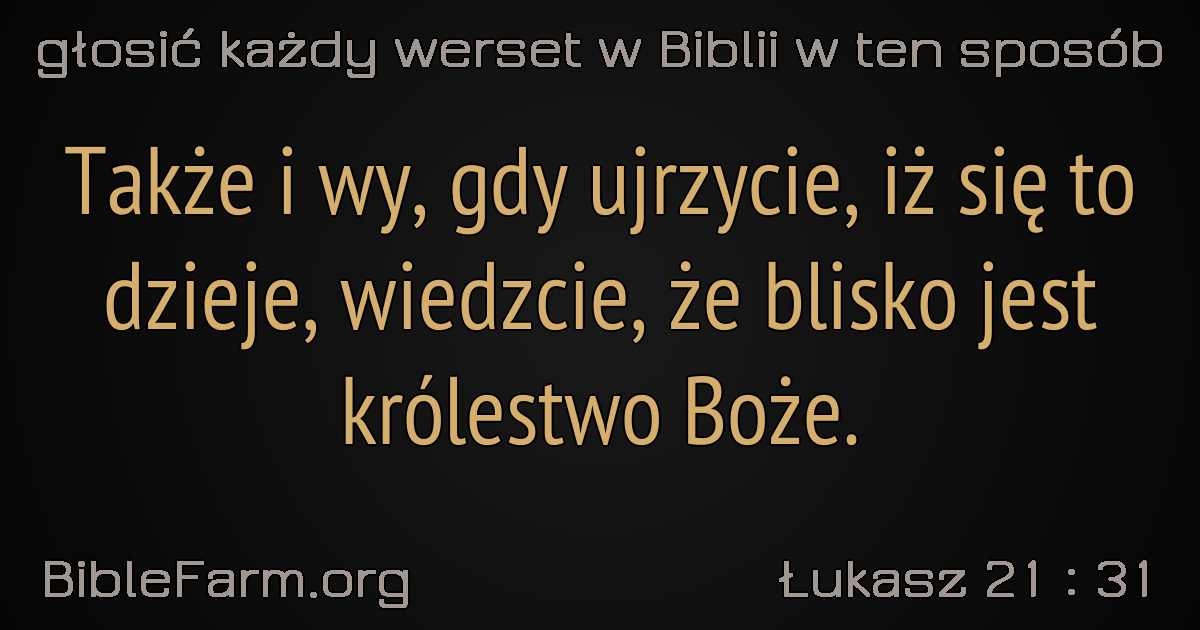 głosić każdy werset w Biblii w ten sposób
Także i wy, gdy ujrzycie, iż się to
dzieje, wiedzcie, że blisko jest
królestwo Boże.
BibleFarm.org
Łukasz 21 : 31